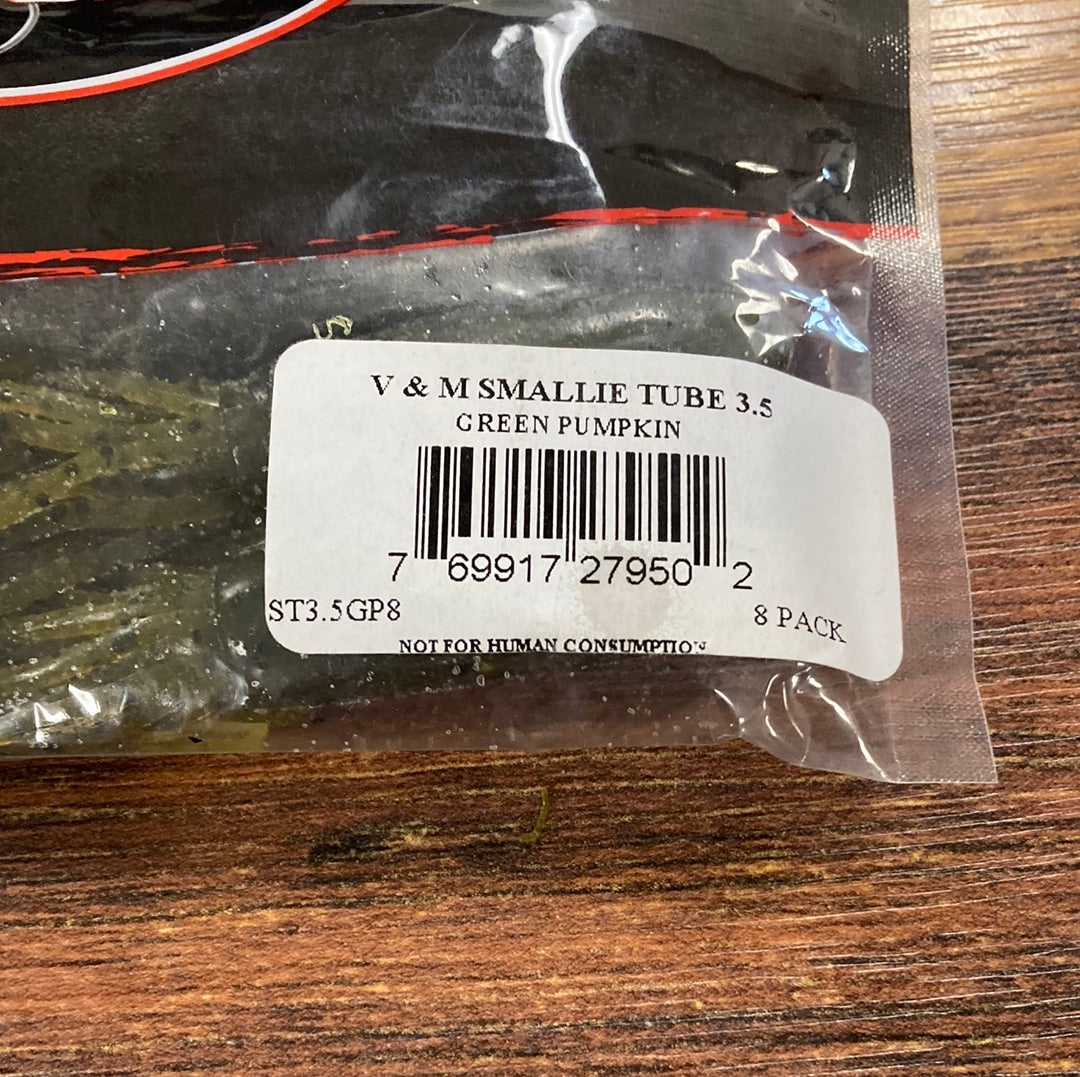 V & M SMALLIE TUBE 3.5
GREEN PUMPKIN
7 69917 27950 2
ST3.5GP8
8 PACK
NOT FOR HUMAN CONSUMPTION